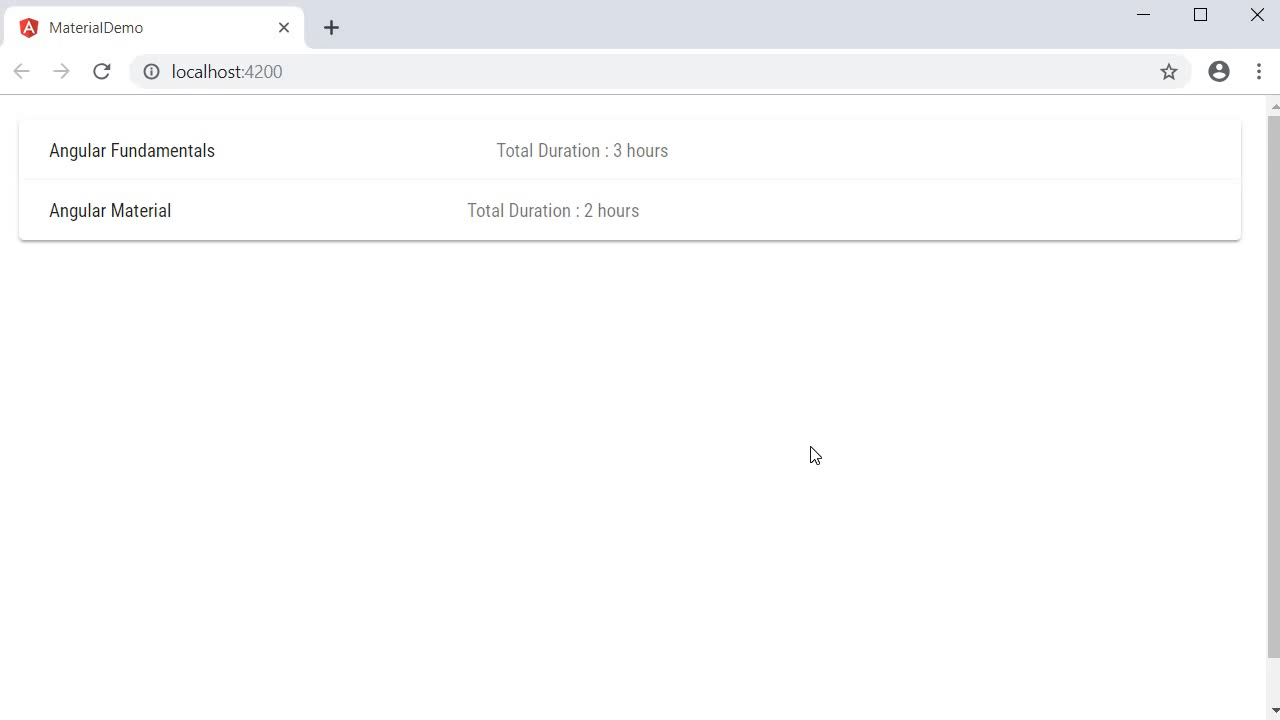 MaterialDemo
localhost:4200
Angular Fundamentals Total Duration : 3 hours
Angular Material Total Duration : 2 hours